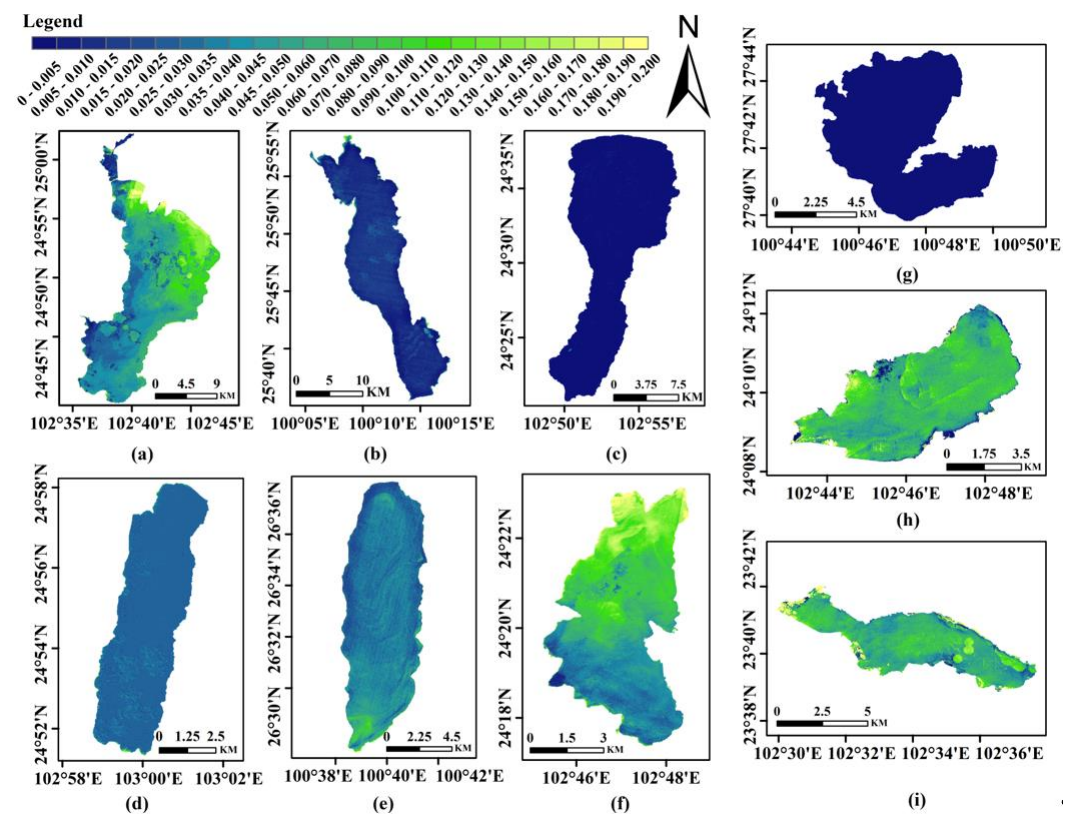 Legend
0 - 0.005
0.005 - 0.010
0.010 - 0.015
0.015 - 0.020
0.020 - 0.025
0.025 - 0.030
0.030 - 0.035
0.035 - 0.040
0.040 - 0.045
0.045 - 0.050
0.050 - 0.060
0.060 - 0.070
0.070 - 0.080
0.080 - 0.090
0.090 - 0.100
0.100 - 0.110
0.110 - 0.120
0.120 - 0.130
0.130 - 0.140
0.140 - 0.150
0.150 - 0.160
0.160 - 0.170
0.170 - 0.180
0.180 - 0.190
0.190 - 0.200
N
25°00'N
24°55'N
24°50'N
24°45'N
0 4.5 9
KM
102°35'E 102°40'E 102°45'E
(a)
25°55'N
25°50'N
25°45'N
25°40'N
0 5 10
KM
100°05'E 100°10'E 100°15'E
(b)
24°35'N
24°30'N
24°25'N
0 3.75 7.5
KM
102°50'E 102°55'E
(c)
24°58'N
24°56'N
24°54'N
24°52'N
0 1.25 2.5
KM
102°58'E 103°00'E 103°02'E
(d)
26°36'N
26°34'N
26°32'N
26°30'N
0 2.25 4.5
KM
100°38'E 100°40'E 100°42'E
(e)
24°22'N
24°20'N
24°18'N
0 1.5 3
KM
102°46'E 102°48'E
(f)
27°44'N
27°42'N
27°40'N
0 2.25 4.5
KM
100°44'E 100°46'E 100°48'E 100°50'E
(g)
24°12'N
24°10'N
24°08'N
0 1.75 3.5
KM
102°44'E 102°46'E 102°48'E
(h)
23°42'N
23°40'N
23°38'N
0 2.5 5
KM
102°30'E 102°32'E 102°34'E 102°36'E
(i)